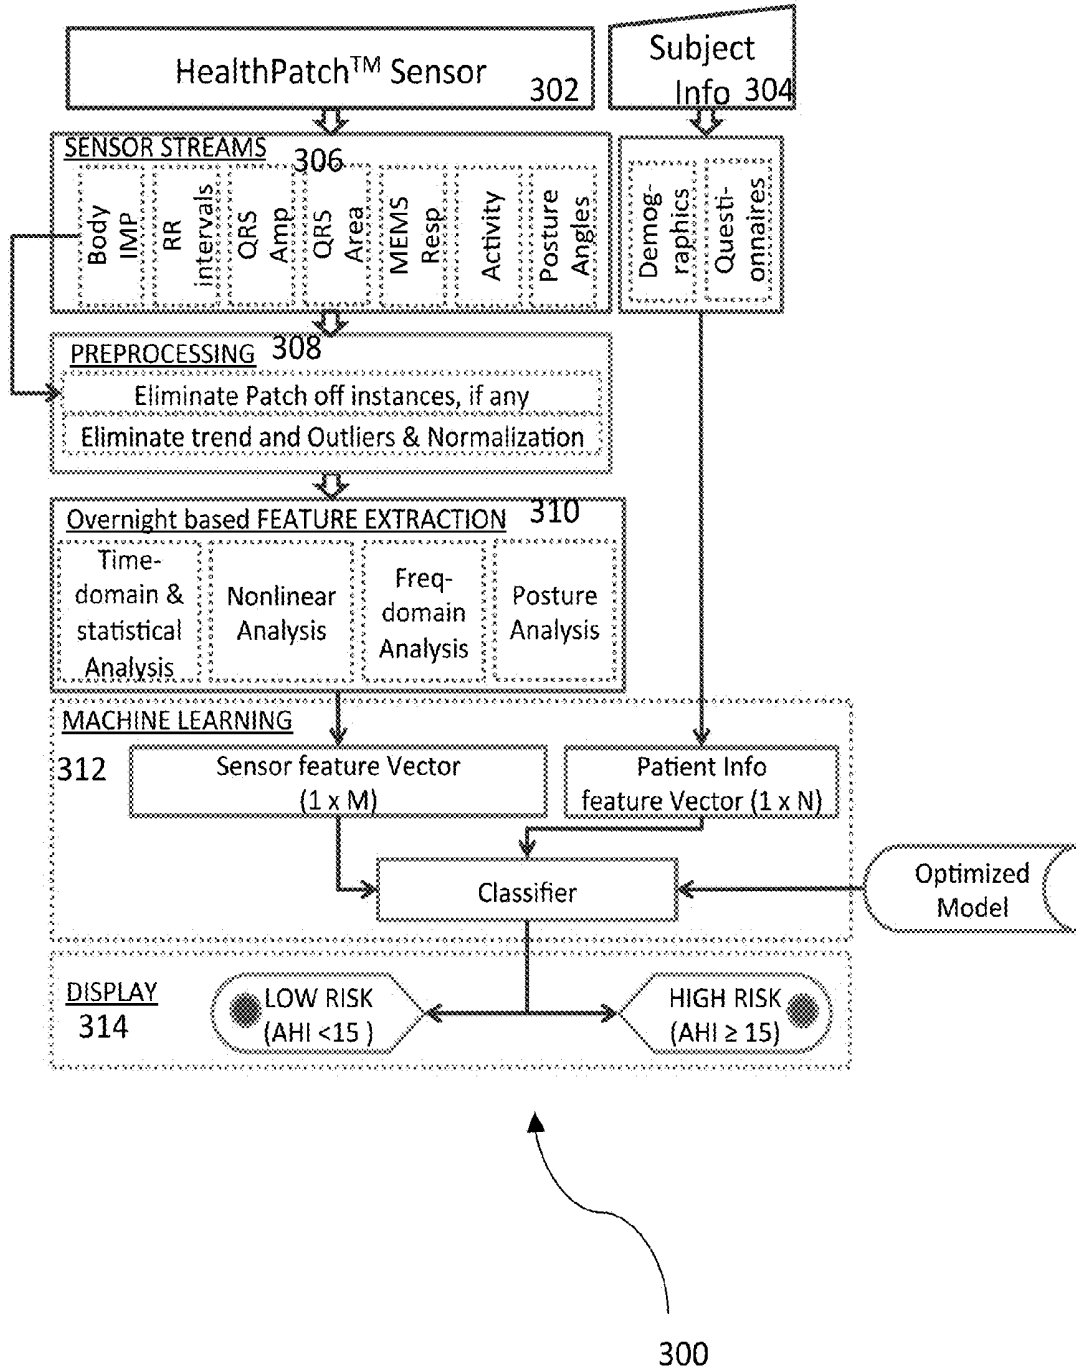 HealthPatch™ Sensor
302
Subject
Info 304
SENSOR STREAMS
306
Body
IMP
RR
intervals
QRS
Amp
QRS
Area
MEMS
Resp
Activity
Posture
Angles
Demog-
raphics
Questi-
onnaires
PREPROCESSING 308
Eliminate Patch off instances, if any
Eliminate trend and Outliers & Normalization
Overnight based FEATURE EXTRACTION 310
Time-
domain &
statistical
Analysis
Nonlinear
Analysis
Freq-
domain
Analysis
Posture
Analysis
MACHINE LEARNING
312
Sensor feature Vector
(1 x M)
Patient Info
feature Vector (1 x N)
Classifier
Optimized
Model
DISPLAY
314
LOW RISK
(AHI <15 )
HIGH RISK
(AHI ≥ 15)
300